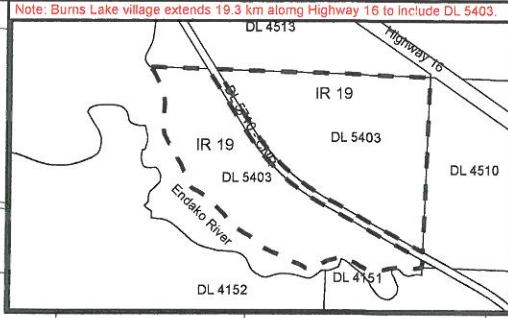 Note: Burns Lake village extends 19.3 km alomg Highway 16 to include DL 5403.
DL 4513
Highway 16
IR 19
DL 5403
IR 19
DL 4510
DL 5403
Endako River
DL 4151
DL 4152